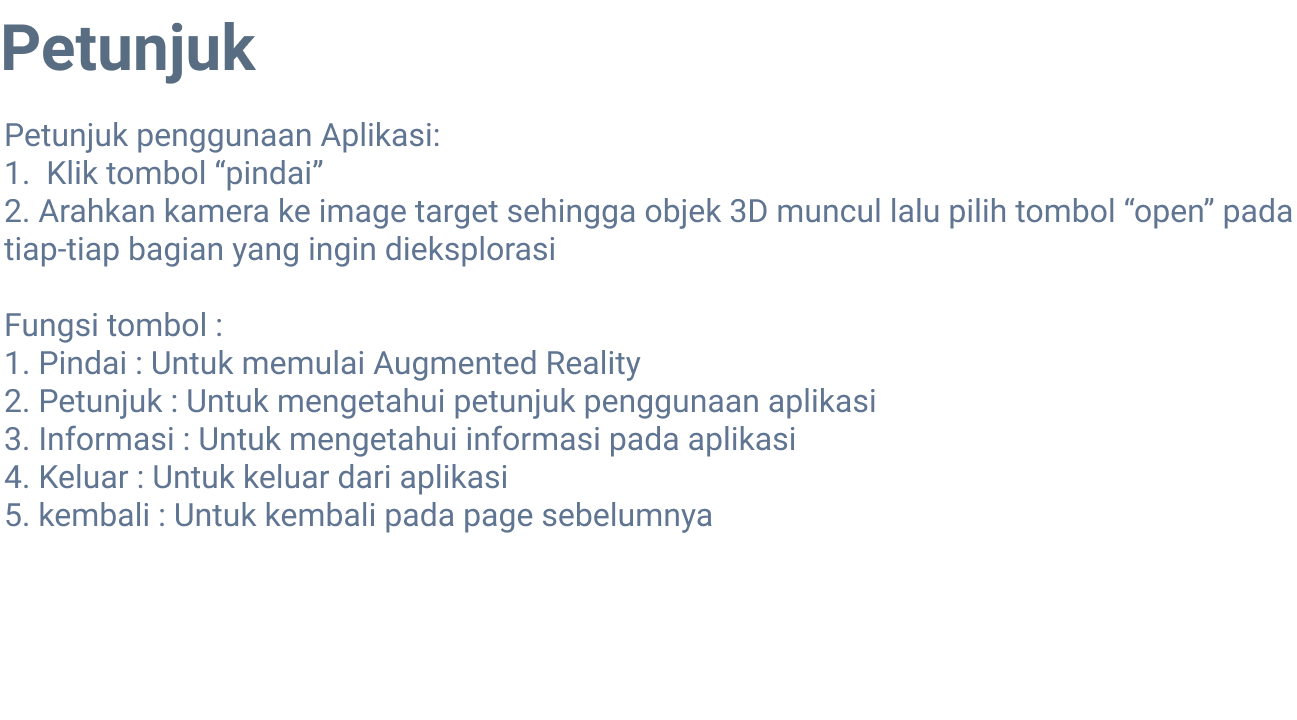 Petunjuk
Petunjuk penggunaan Aplikasi:
1.  Klik tombol “pindai”
2. Arahkan kamera ke image target sehingga objek 3D muncul lalu pilih tombol “open” pada
tiap-tiap bagian yang ingin dieksplorasi
Fungsi tombol :
1. Pindai : Untuk memulai Augmented Reality
2. Petunjuk : Untuk mengetahui petunjuk penggunaan aplikasi
3. Informasi : Untuk mengetahui informasi pada aplikasi
4. Keluar : Untuk keluar dari aplikasi
5. kembali : Untuk kembali pada page sebelumnya